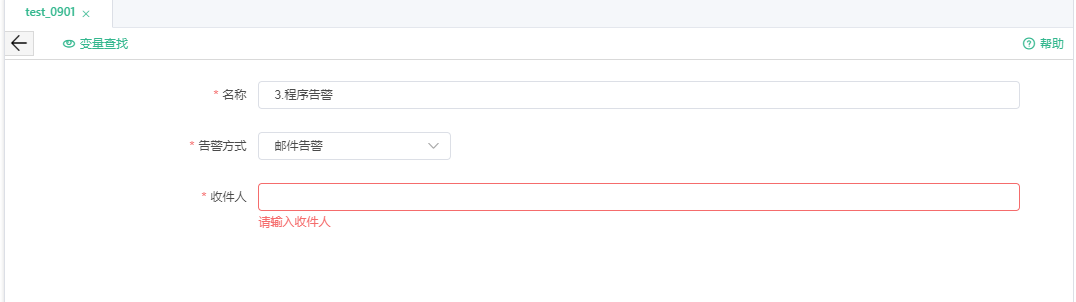 test_0901
变量查找
帮助
* 名称 3.程序告警
* 告警方式 邮件告警
* 收件人
请输入收件人